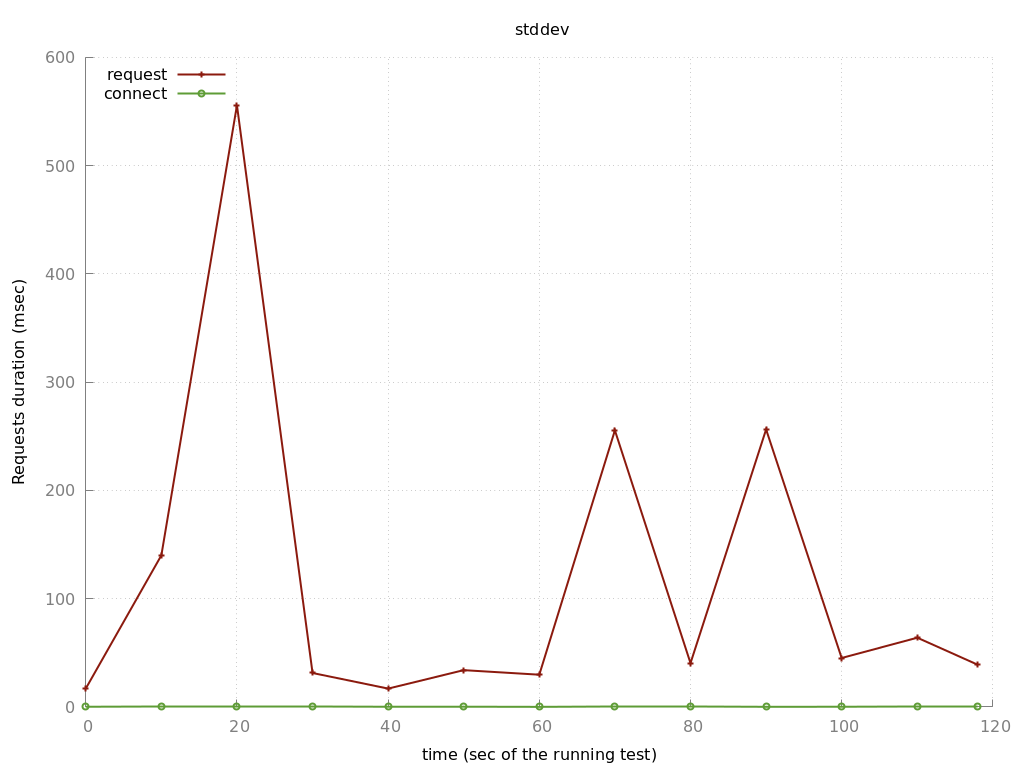 stddev
600
request
connect
500
400
300
200
100
0
0 20 40 60 80 100 120
Requests duration (msec)
time (sec of the running test)